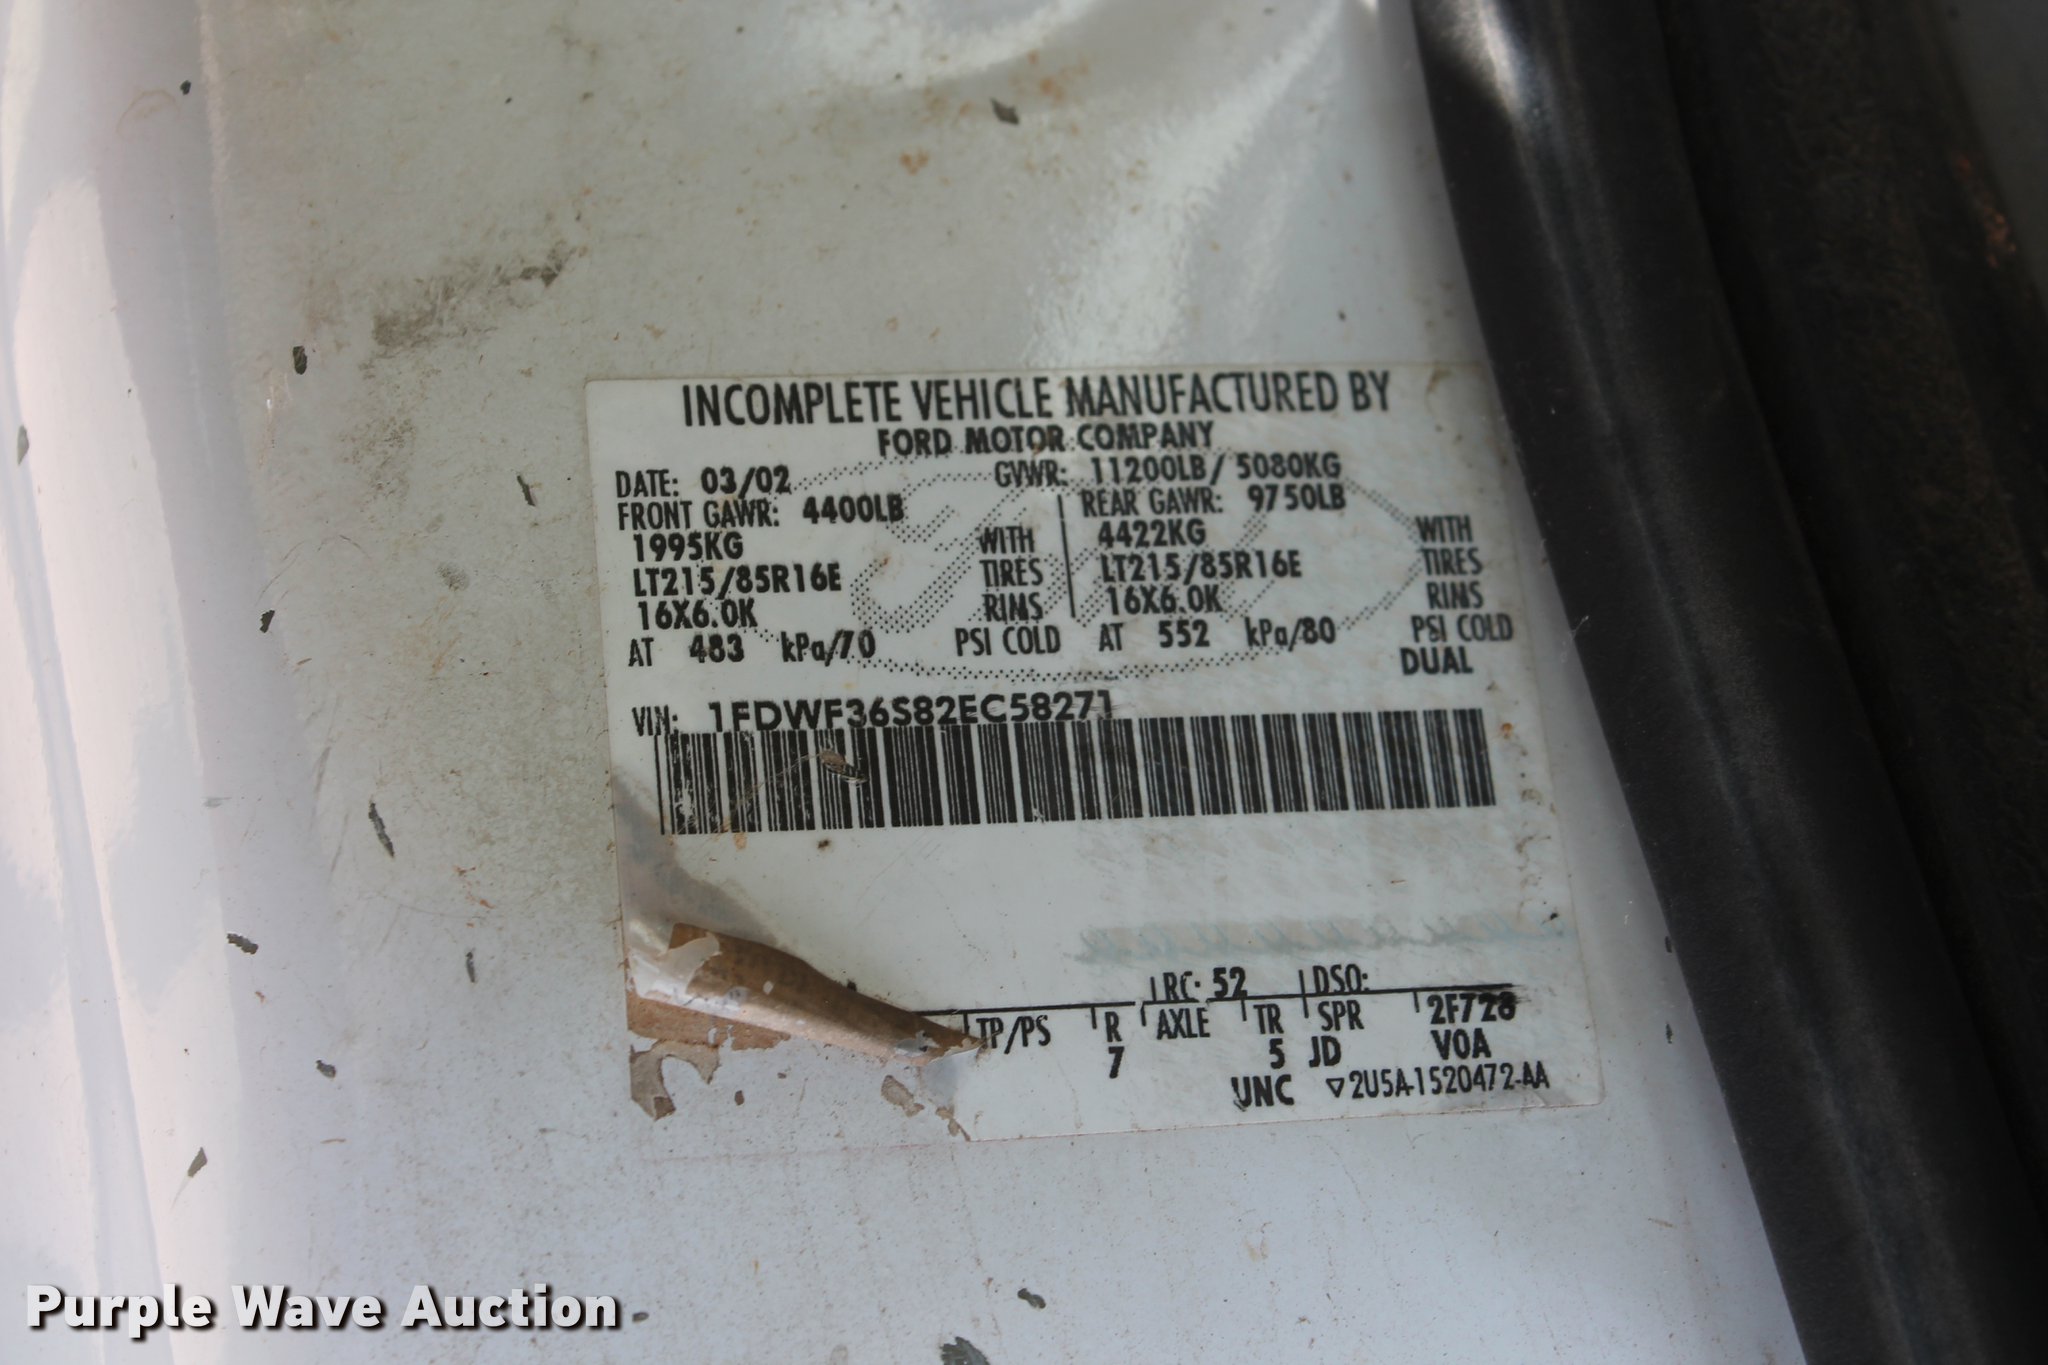 INCOMPLETE VEHICLE MANUFACTURED BY
FORD MOTOR COMPANY
DATE: 03/02 GVWR: 11200LB/ 5080KG
FRONT GAWR: 4400LB REAR GAWR: 9750LB
1995KG WITH 4422KG WITH
LT215/85R16E TIRES LT215/85R16E TIRES
16X6.0K RIMS 16X6.0K RIMS
AT 483 kPa/70 PSI COLD AT 552 kPa/80 PSI COLD
DUAL
VIN: 1FDWF36S82EC58271
RC: 52 DSO:
TP/PS R AXLE TR SPR 2F728
7 5 JD VOA
UNC 2U5A-1520472-AA
Purple Wave Auction